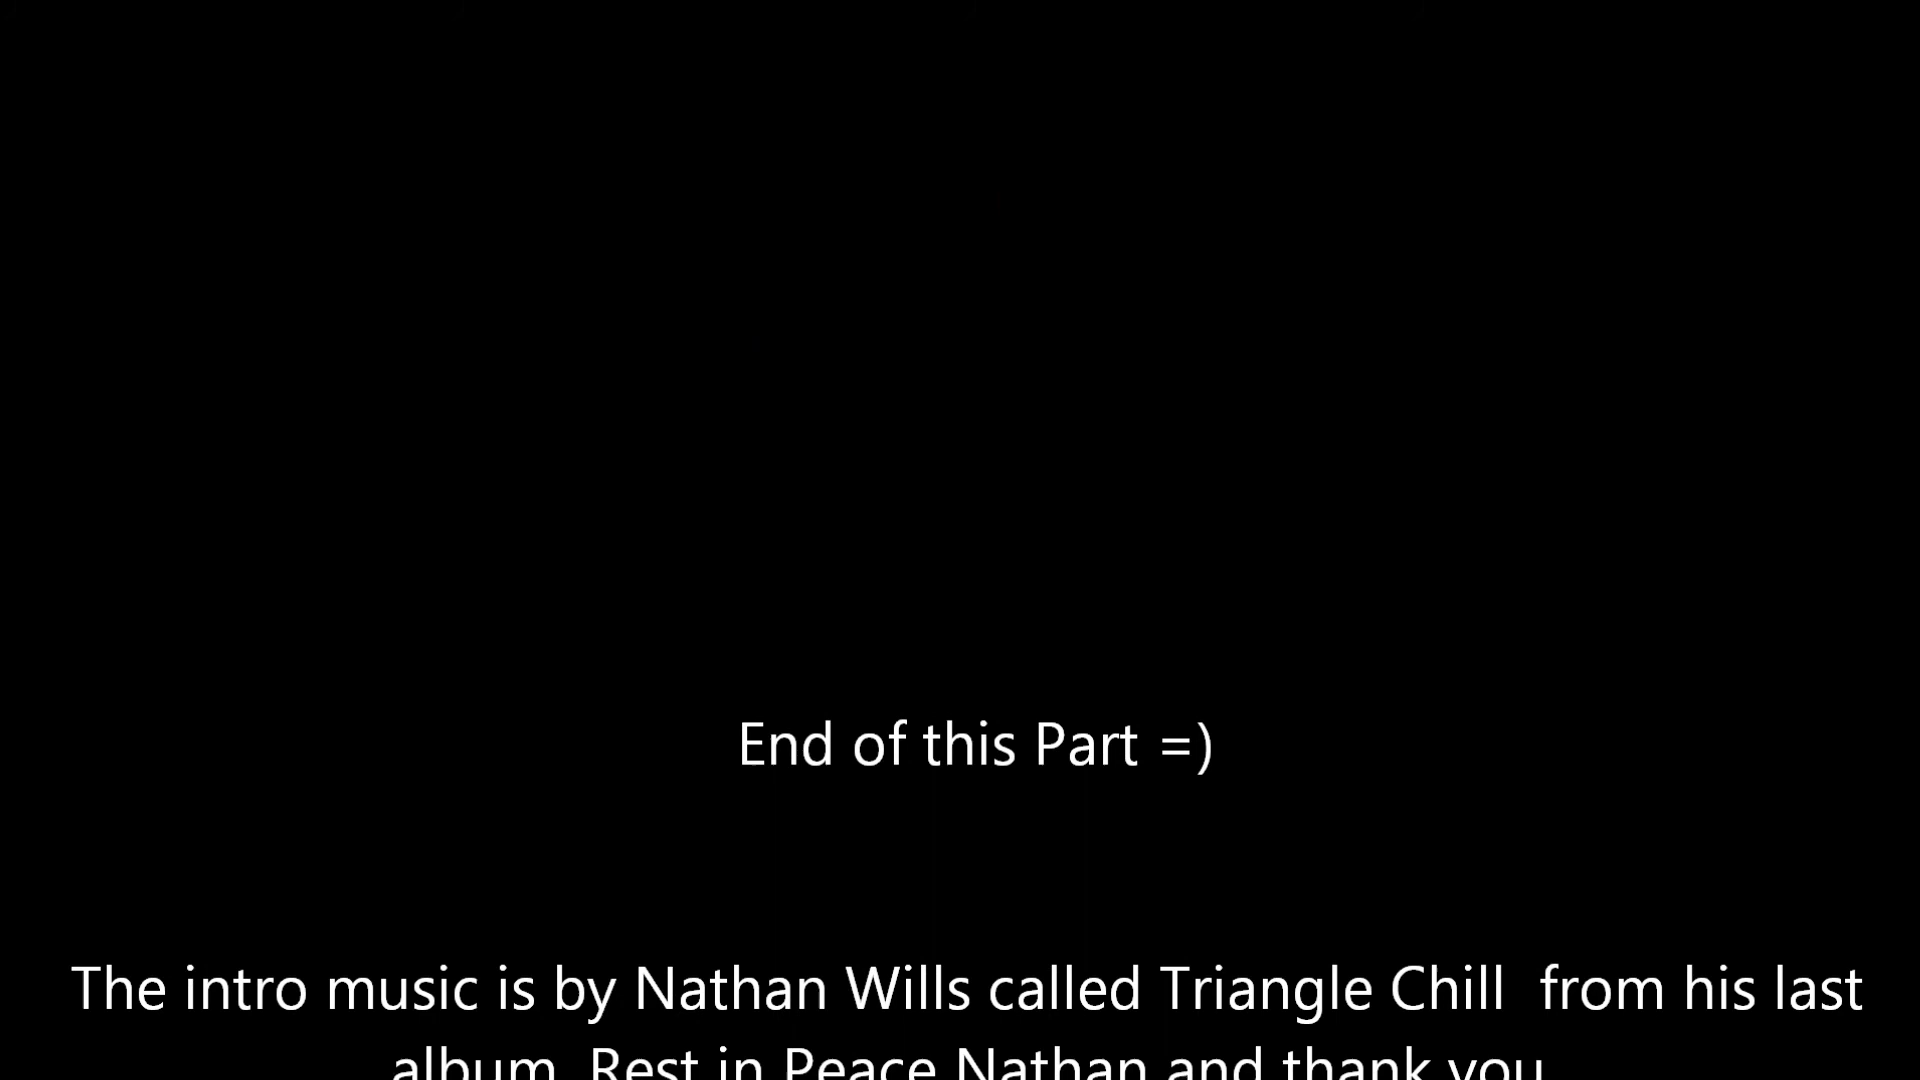 End of this Part =)
The intro music is by Nathan Wills called Triangle Chill  from his last
album. Rest in Peace Nathan and thank you